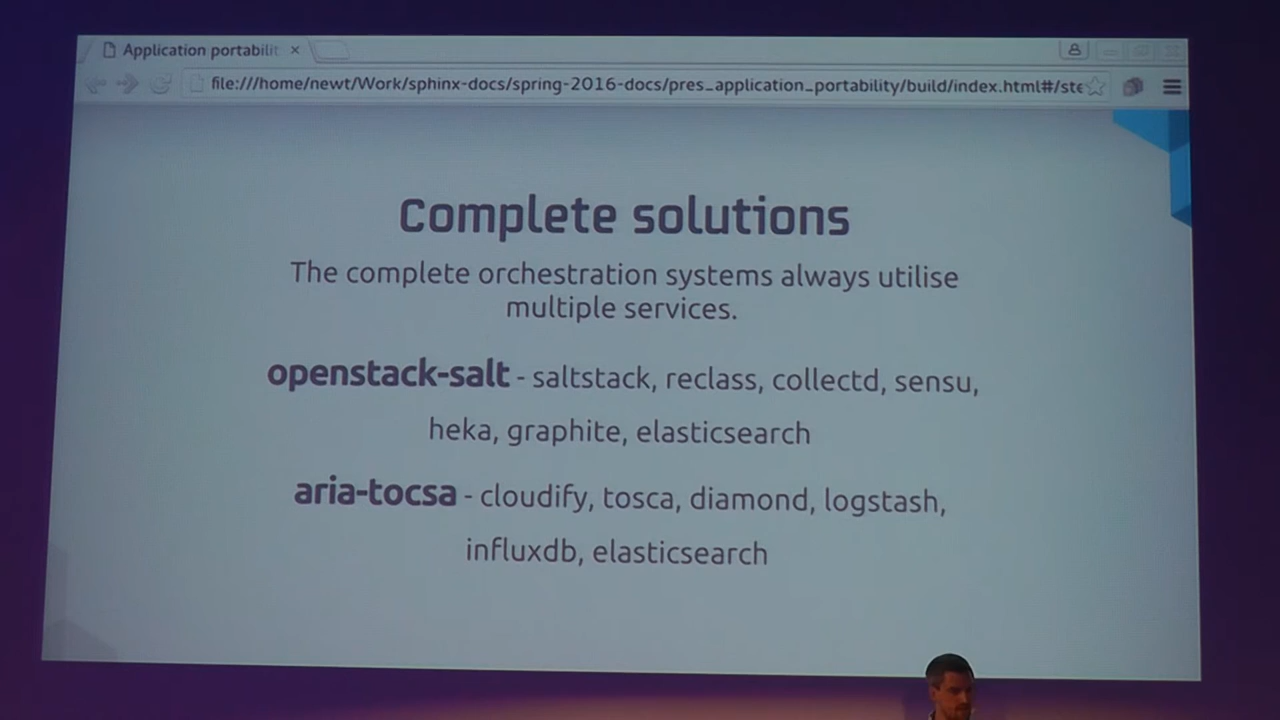 Application portabilit
file:///home/newt/Work/sphinx-docs/spring-2016-docs/pres_application_portability/build/index.html#/ste
Complete solutions
The complete orchestration systems always utilise
multiple services.
openstack-salt - saltstack, reclass, collectd, sensu,
heka, graphite, elasticsearch
aria-tocsa - cloudify, tosca, diamond, logstash,
influxdb, elasticsearch